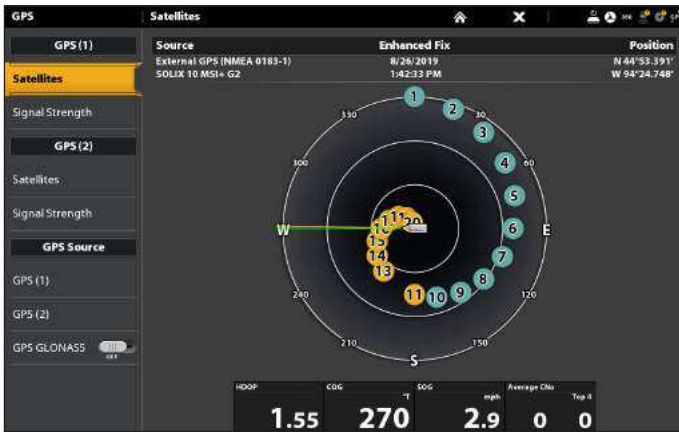 GPS
Satellites
GPS (1)
Satellites
Signal Strength
GPS (2)
Satellites
Signal Strength
GPS Source
GPS (1)
GPS (2)
GPS GLONASS
OFF
Source Enhanced Fix Position
External GPS (NMEA 0183-1) 8/26/2019 N 44°53.391'
SOLIX 10 MSI+ G2 1:42:33 PM W 94°24.748'
1
330 2 30
3
300 4 60
5
W 6 E
7
15
14
13 8
240 11 10 9 120
210 150
S
HDOP COG SOG Average CNo
°T mph Top 4
1.55 270 2.9 0 0